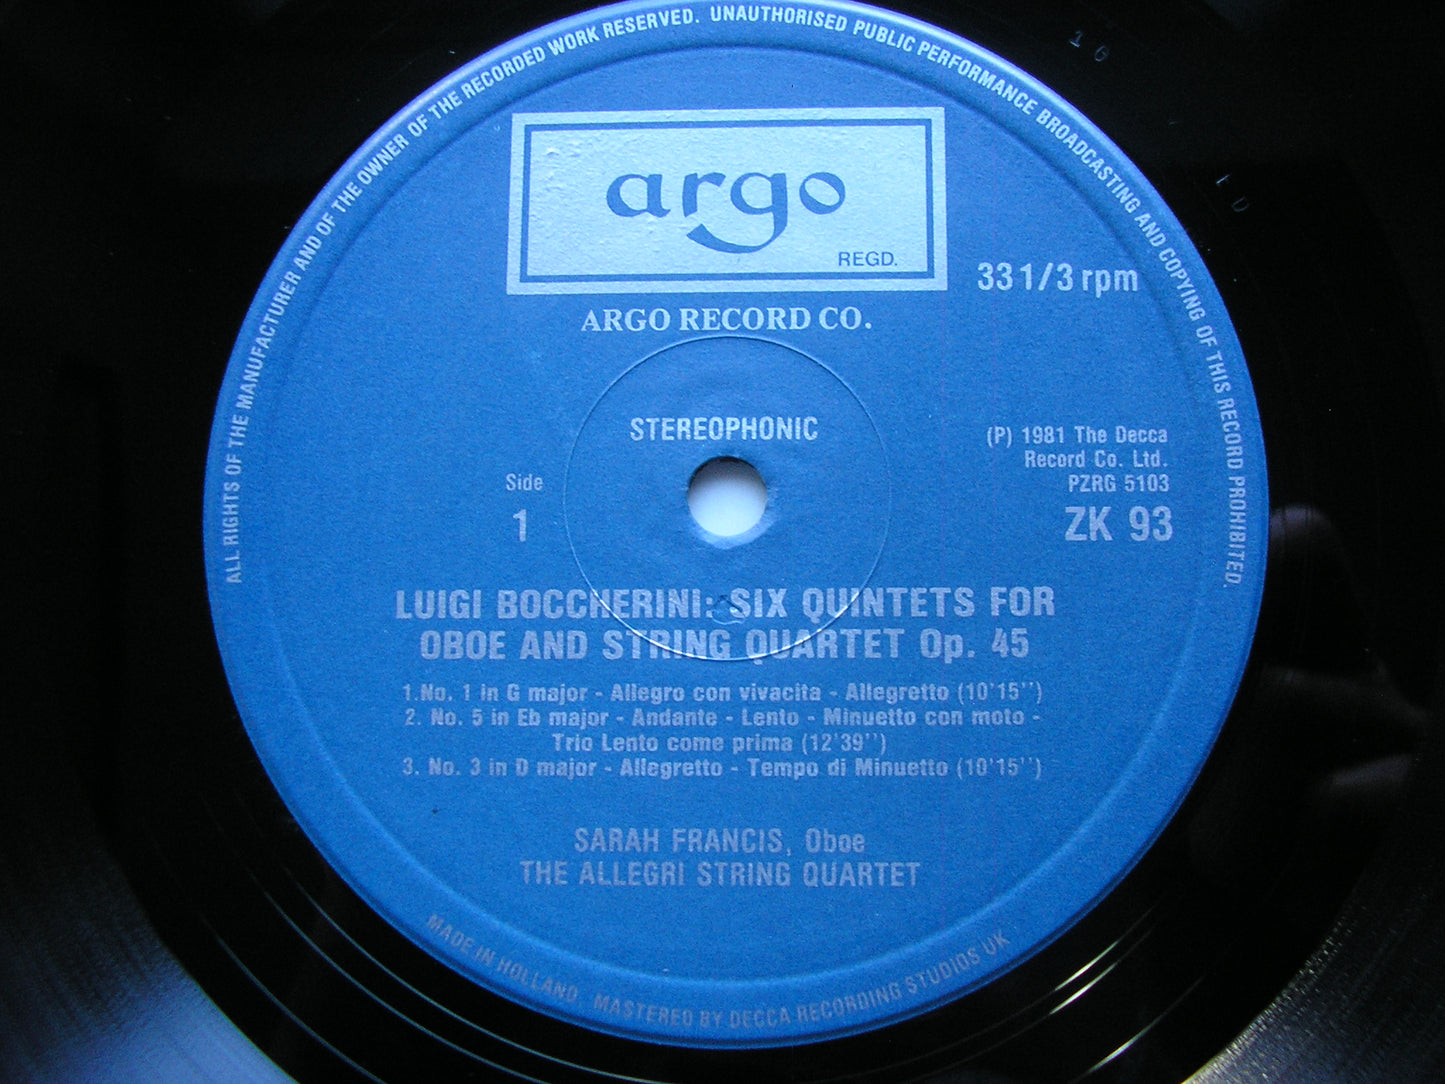 ALL RIGHTS OF THE MANUFACTURER AND OF THE OWNER OF THE RECORDED WORK RESERVED. UNAUTHORISED PUBLIC PERFORMANCE BROADCASTING AND COPYING OF THIS RECORD PROHIBITED.
argo
REGD.
33 1/3 rpm
ARGO RECORD CO.
STEREOPHONIC
(P) 1981 The Decca
Record Co. Ltd.
PZRG 5103
Side
1
ZK 93
LUIGI BOCCHERINI: SIX QUINTETS FOR
OBOE AND STRING QUARTET Op. 45
1.No. 1 in G major - Allegro con vivacita - Allegretto (10'15'')
2. No. 5 in Eb major - Andante - Lento - Minuetto con moto -
Trio Lento come prima (12'39'')
3. No. 3 in D major - Allegretto - Tempo di Minuetto (10'15'')
SARAH FRANCIS, Oboe
THE ALLEGRI STRING QUARTET
MADE IN HOLLAND. MASTERED BY DECCA RECORDING STUDIOS UK